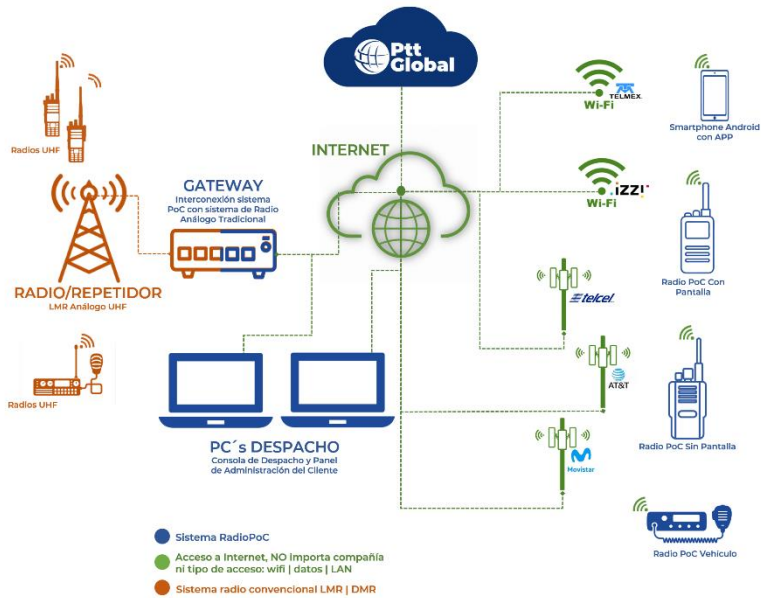 Ptt
Global
TELMEX
Wi-Fi
Smartphone Android
con APP
Radios UHF
INTERNET
GATEWAY
Interconexión sistema
PoC con sistema de Radio
Análogo Tradicional
izzi
Wi-Fi
Radio PoC Con
Pantalla
RADIO/REPETIDOR
LMR Análogo UHF
telcel
AT&T
Radios UHF
PC´s DESPACHO
Consola de Despacho y Panel
de Administración del Cliente
Movistar
Radio PoC Sin Pantalla
Radio PoC Vehículo
Sistema RadioPoC
Acceso a Internet, NO importa compañía
ni tipo de acceso: wifi | datos | LAN
Sistema radio convencional LMR | DMR